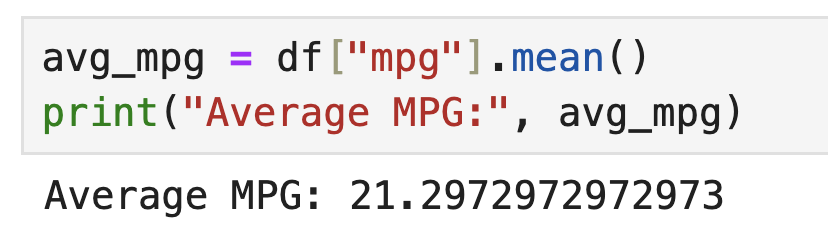 avg_mpg = df["mpg"].mean()
print("Average MPG:", avg_mpg)
Average MPG: 21.2972972972973